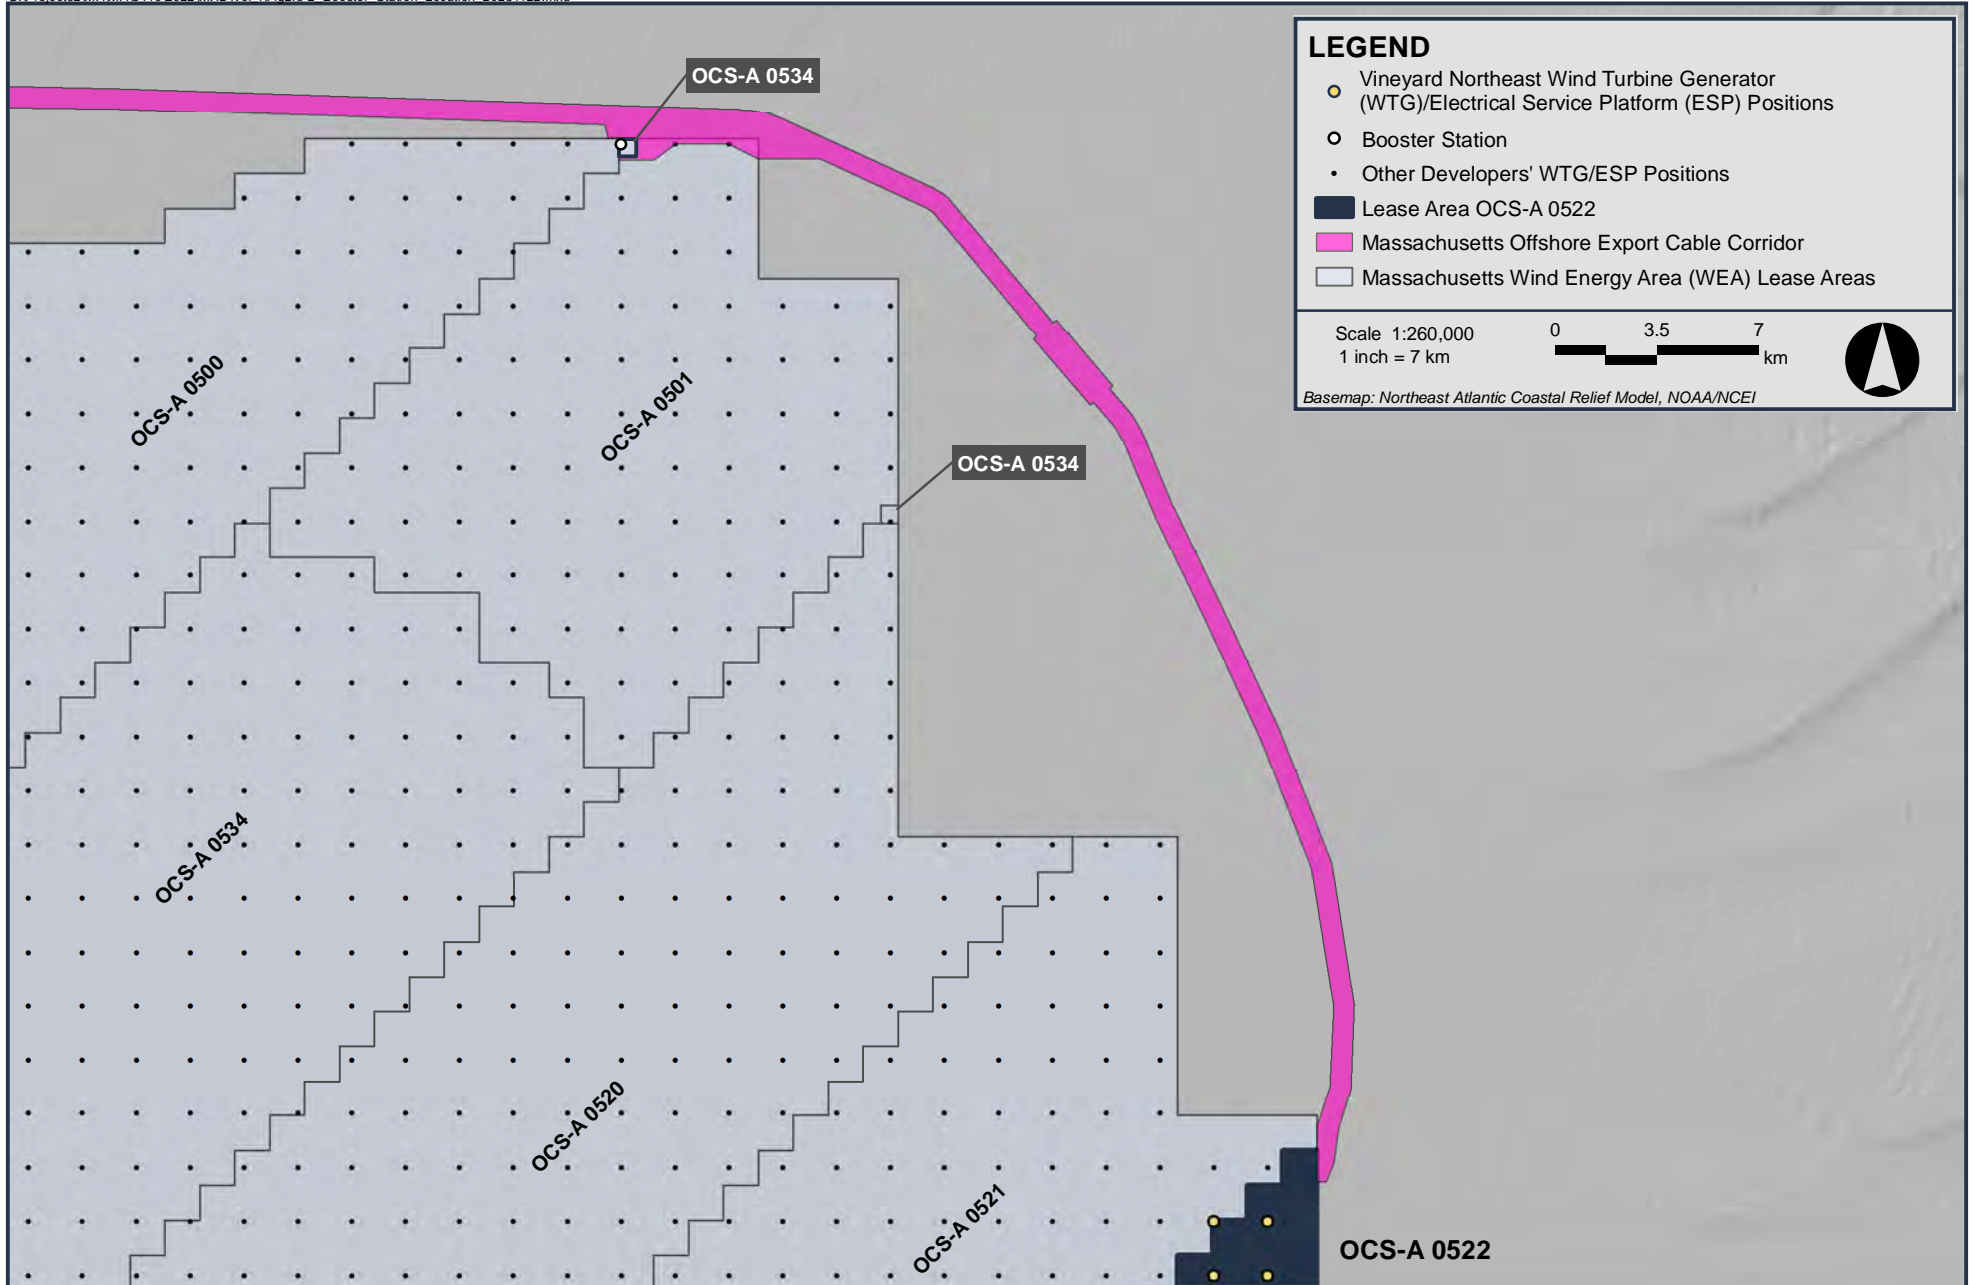 OCS-A 0534
LEGEND
Vineyard Northeast Wind Turbine Generator
(WTG)/Electrical Service Platform (ESP) Positions
Booster Station
Other Developers' WTG/ESP Positions
Lease Area OCS-A 0522
Massachusetts Offshore Export Cable Corridor
Massachusetts Wind Energy Area (WEA) Lease Areas
Scale 1:260,000
1 inch = 7 km
0 3.5 7
km
Basemap: Northeast Atlantic Coastal Relief Model, NOAA/NCEI
OCS-A 0500
OCS-A 0501
OCS-A 0534
OCS-A 0534
OCS-A 0520
OCS-A 0521
OCS-A 0522